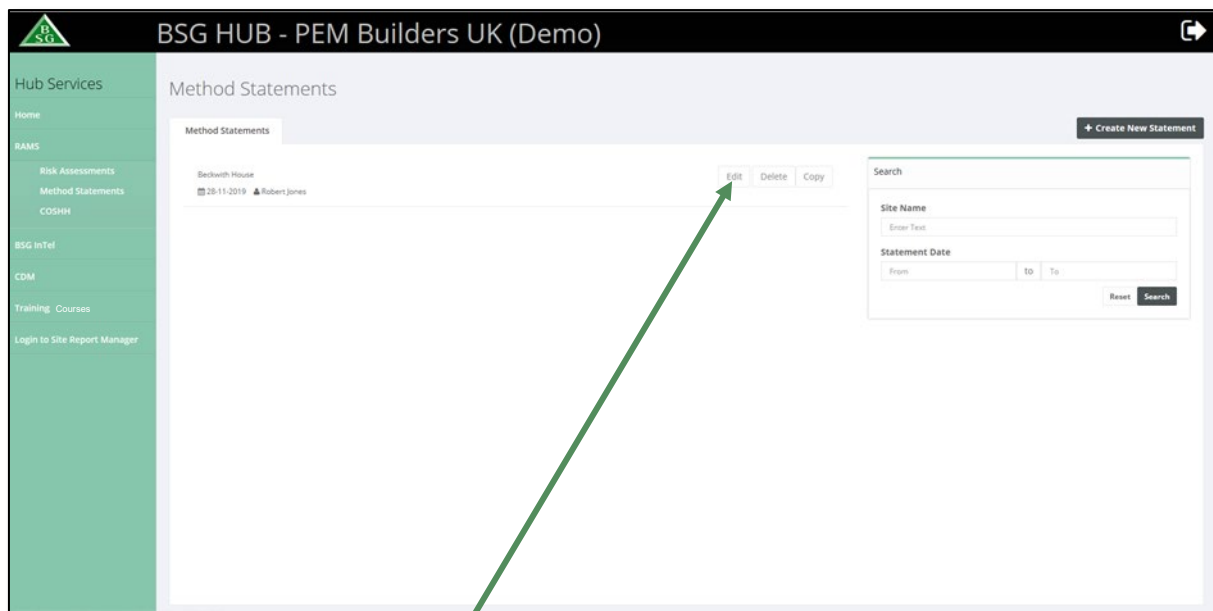 BSG
BSG HUB - PEM Builders UK (Demo)
Hub Services
Home
RAMS
Risk Assessments
Method Statements
COSHH
BSG InTel
CDM
Training Courses
Login to Site Report Manager
Method Statements
Method Statements
+ Create New Statement
Beckwith House
28-11-2019 Robert Jones
Edit Delete Copy
Search
Site Name
Enter Text
Statement Date
From to To
Reset Search